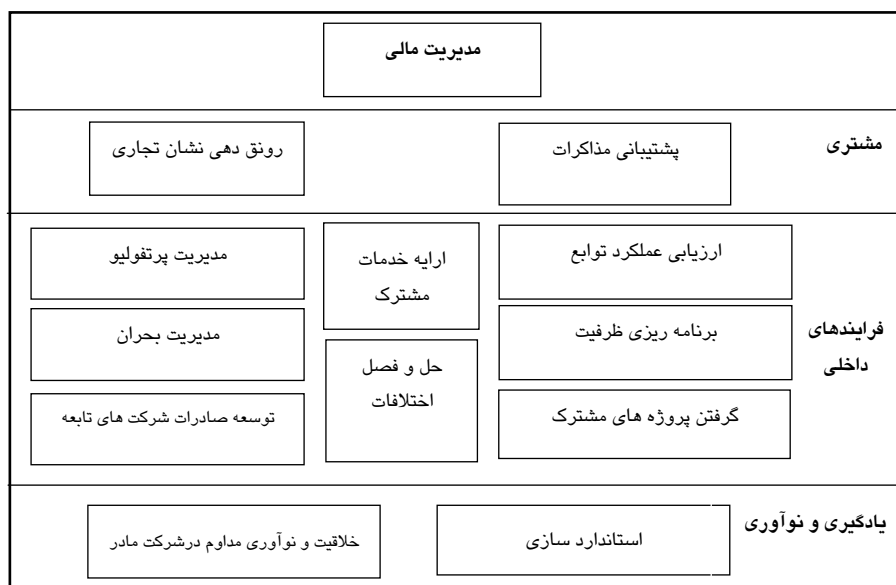 مدیریت مالی
مشتری
پشتیبانی مذاکرات
رونق دهی نشان تجاری
فرایندهای
داخلی
ارزیابی عملکرد توابع
ارایه خدمات
مشترک
مدیریت پرتفولیو
برنامه ریزی ظرفیت
حل و فصل
اختلافات
مدیریت بحران
گرفتن پروژه های مشترک
توسعه صادرات شرکت های تابعه
یادگیری و نوآوری
استاندارد سازی
خلاقیت و نوآوری مداوم درشرکت مادر